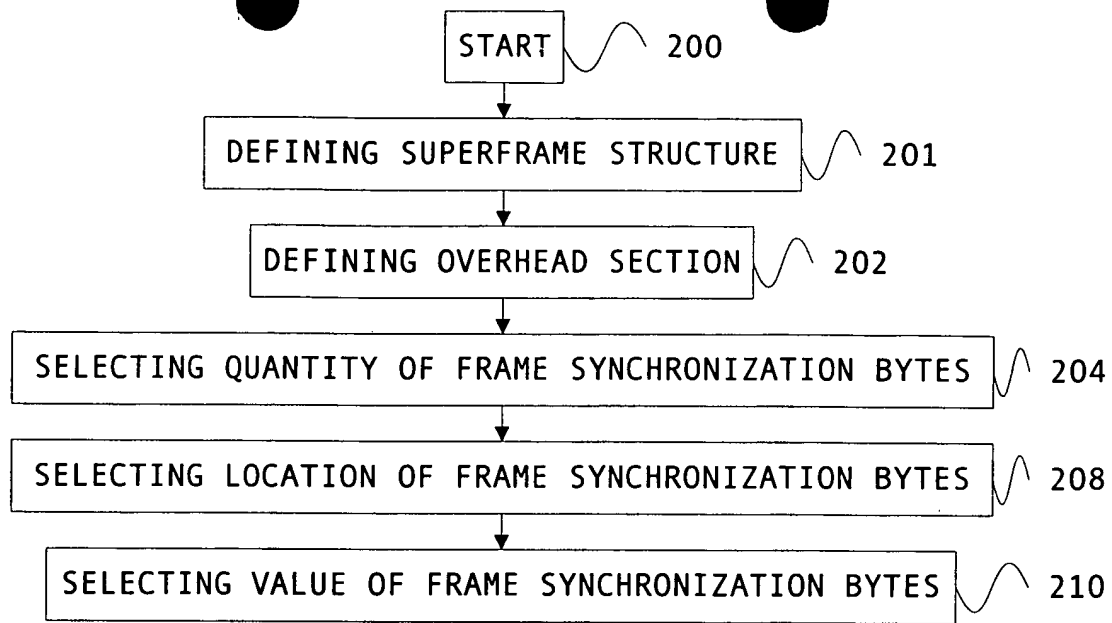 START 200
DEFINING SUPERFRAME STRUCTURE 201
DEFINING OVERHEAD SECTION 202
SELECTING QUANTITY OF FRAME SYNCHRONIZATION BYTES 204
SELECTING LOCATION OF FRAME SYNCHRONIZATION BYTES 208
SELECTING VALUE OF FRAME SYNCHRONIZATION BYTES 210